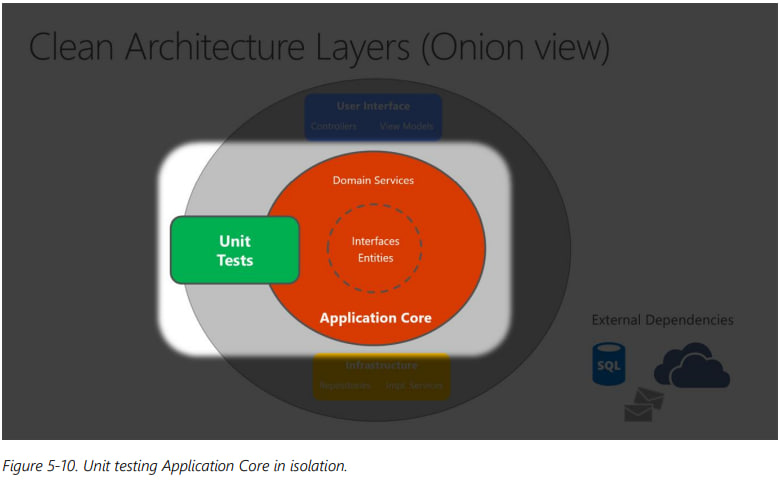 Clean Architecture Layers (Onion view)
User Interface
Controllers View Models
Domain Services
Unit
Tests
Interfaces
Entities
Application Core
External Dependencies
SQL
Infrastructure
Repositories Impl. Services
Figure 5-10. Unit testing Application Core in isolation.